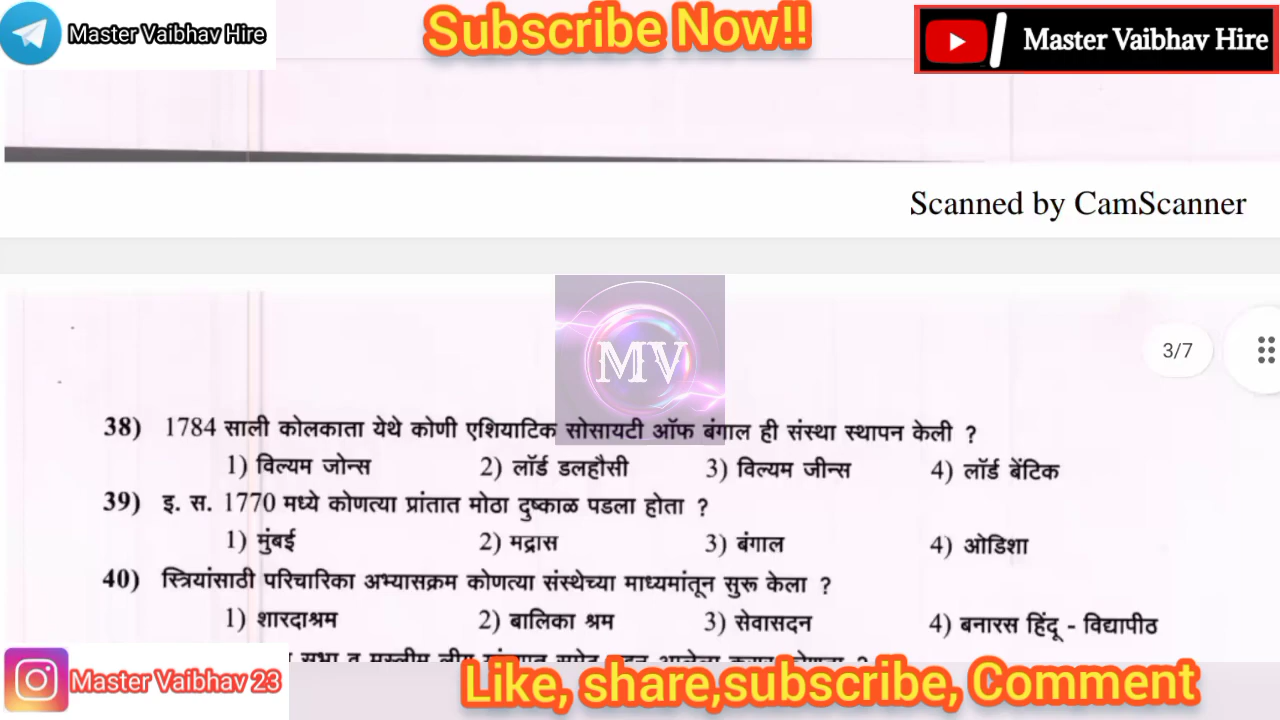 Master Vaibhav Hire
Subscribe Now!!
Master Vaibhav Hire
Scanned by CamScanner
MV
3/7
38) 1784 साली कोलकाता येथे कोणी एशियाटिक सोसायटी ऑफ बंगाल ही संस्था स्थापन केली ?
1) विल्यम जोन्स 2) लॉर्ड डलहौसी 3) विल्यम जीन्स 4) लॉर्ड बेंटिक
39) इ. स. 1770 मध्ये कोणत्या प्रांतात मोठा दुष्काळ पडला होता ?
1) मुंबई 2) मद्रास 3) बंगाल 4) ओडिशा
40) स्त्रियांसाठी परिचारिका अभ्यासक्रम कोणत्या संस्थेच्या माध्यमांतून सुरू केला ?
1) शारदाश्रम 2) बालिका श्रम 3) सेवासदन 4) बनारस हिंदू - विद्यापीठ
सभा व मुस्लीम लीग
Master Vaibhav 23
Like, share,subscribe, Comment